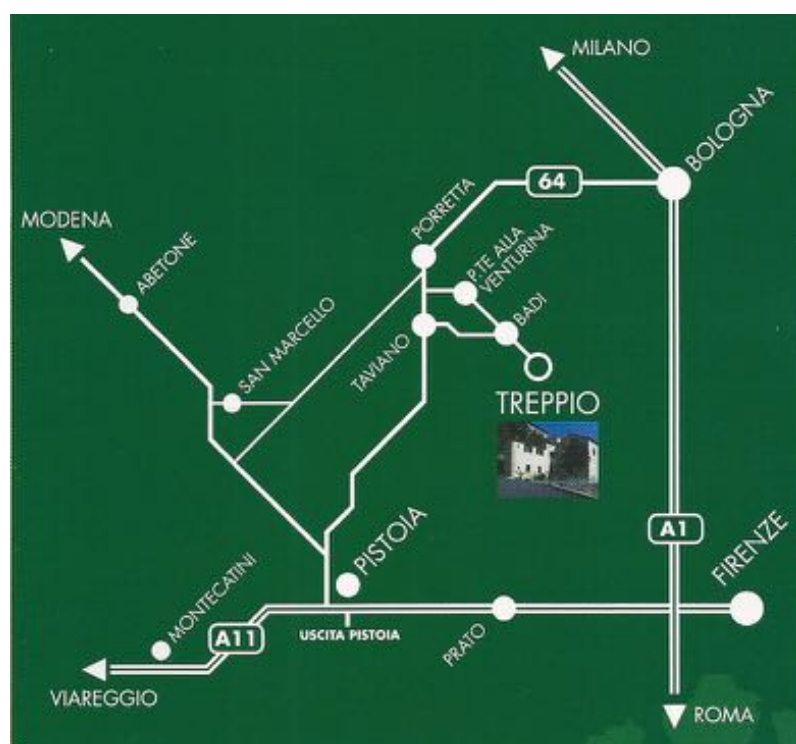 MILANO
BOLOGNA
64
PORRETTA
MODENA
P.TE ALLA
VENTURINA
ABETONE
BADI
SAN MARCELLO
TAVIANO
TREPPIO
PISTOIA
A1
FIRENZE
MONTECATINI
A11
USCITA PISTOIA
PRATO
VIAREGGIO
ROMA